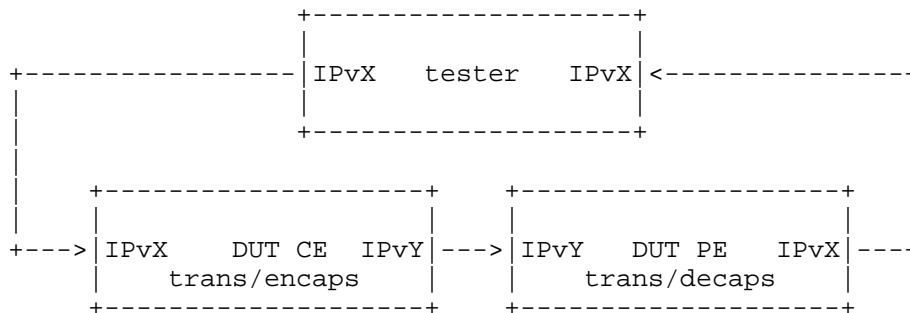 IPvX tester IPvX
IPvX DUT CE IPvY IPvY DUT PE IPvX
trans/encaps trans/decaps